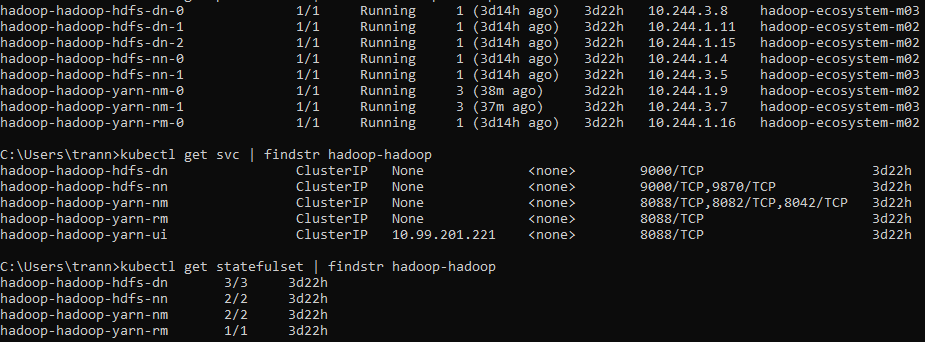 hadoop-hadoop-hdfs-dn-0 1/1 Running 1 (3d14h ago) 3d22h 10.244.3.8 hadoop-ecosystem-m03
hadoop-hadoop-hdfs-dn-1 1/1 Running 1 (3d14h ago) 3d22h 10.244.1.11 hadoop-ecosystem-m02
hadoop-hadoop-hdfs-dn-2 1/1 Running 1 (3d14h ago) 3d22h 10.244.1.15 hadoop-ecosystem-m02
hadoop-hadoop-hdfs-nn-0 1/1 Running 1 (3d14h ago) 3d22h 10.244.1.4 hadoop-ecosystem-m02
hadoop-hadoop-hdfs-nn-1 1/1 Running 1 (3d14h ago) 3d22h 10.244.3.5 hadoop-ecosystem-m03
hadoop-hadoop-yarn-nm-0 1/1 Running 3 (38m ago) 3d22h 10.244.1.9 hadoop-ecosystem-m02
hadoop-hadoop-yarn-nm-1 1/1 Running 3 (37m ago) 3d22h 10.244.3.7 hadoop-ecosystem-m03
hadoop-hadoop-yarn-rm-0 1/1 Running 1 (3d14h ago) 3d22h 10.244.1.16 hadoop-ecosystem-m02
C:\Users\trann>kubectl get svc | findstr hadoop-hadoop
hadoop-hadoop-hdfs-dn ClusterIP None <none> 9000/TCP 3d22h
hadoop-hadoop-hdfs-nn ClusterIP None <none> 9000/TCP,9870/TCP 3d22h
hadoop-hadoop-yarn-nm ClusterIP None <none> 8088/TCP,8082/TCP,8042/TCP 3d22h
hadoop-hadoop-yarn-rm ClusterIP None <none> 8088/TCP 3d22h
hadoop-hadoop-yarn-ui ClusterIP 10.99.201.221 <none> 8088/TCP 3d22h
C:\Users\trann>kubectl get statefulset | findstr hadoop-hadoop
hadoop-hadoop-hdfs-dn 3/3 3d22h
hadoop-hadoop-hdfs-nn 2/2 3d22h
hadoop-hadoop-yarn-nm 2/2 3d22h
hadoop-hadoop-yarn-rm 1/1 3d22h